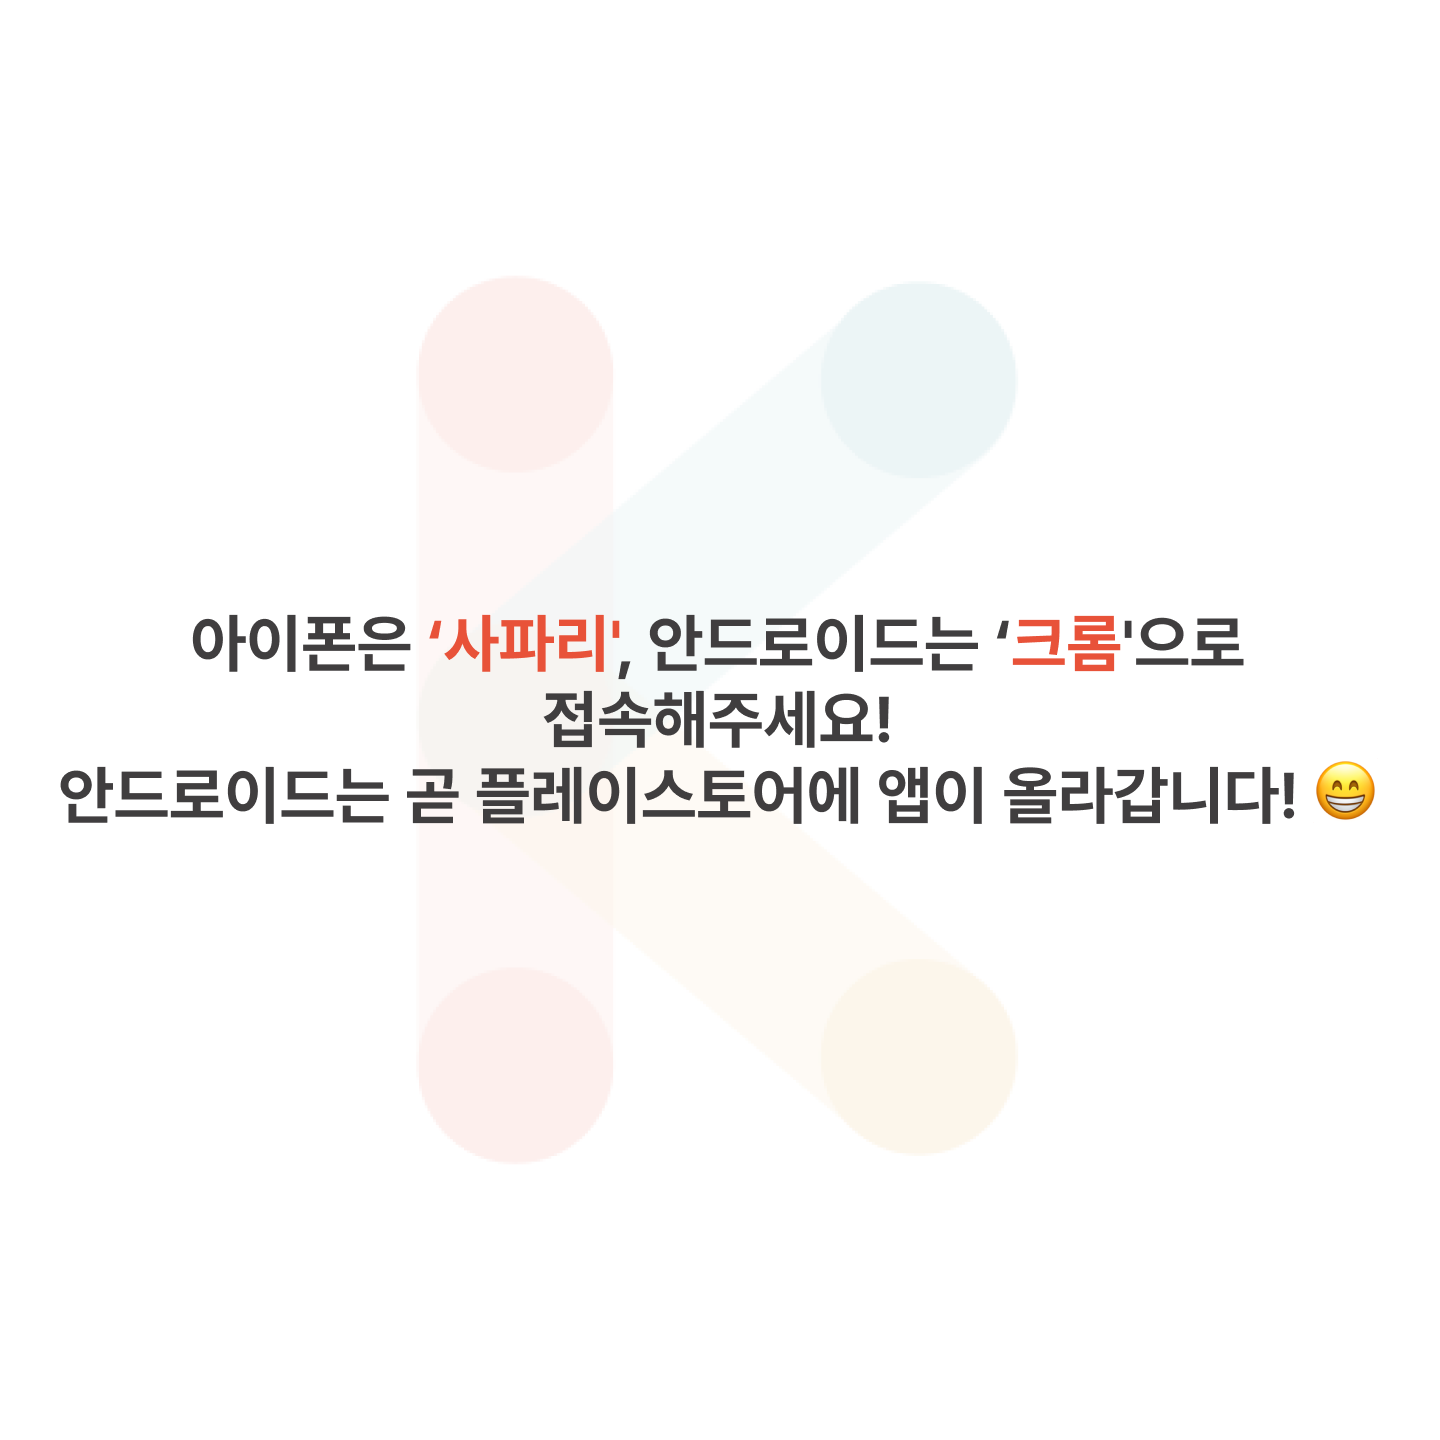 아이폰은 ‘사파리', 안드로이드는 ‘크롬'으로
접속해주세요!
안드로이드는 곧 플레이스토어에 앱이 올라갑니다! 😁